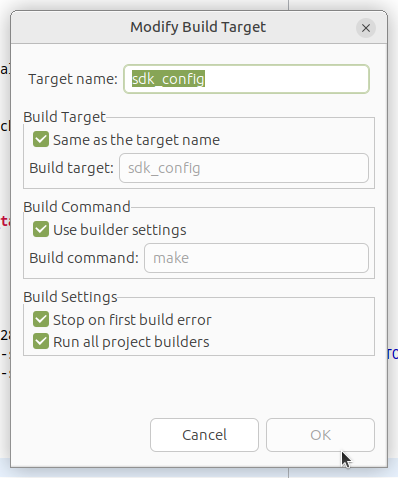 Modify Build Target
Target name: sdk_config
Build Target
Same as the target name
Build target: sdk_config
Build Command
Use builder settings
Build command: make
Build Settings
Stop on first build error
Run all project builders
Cancel OK